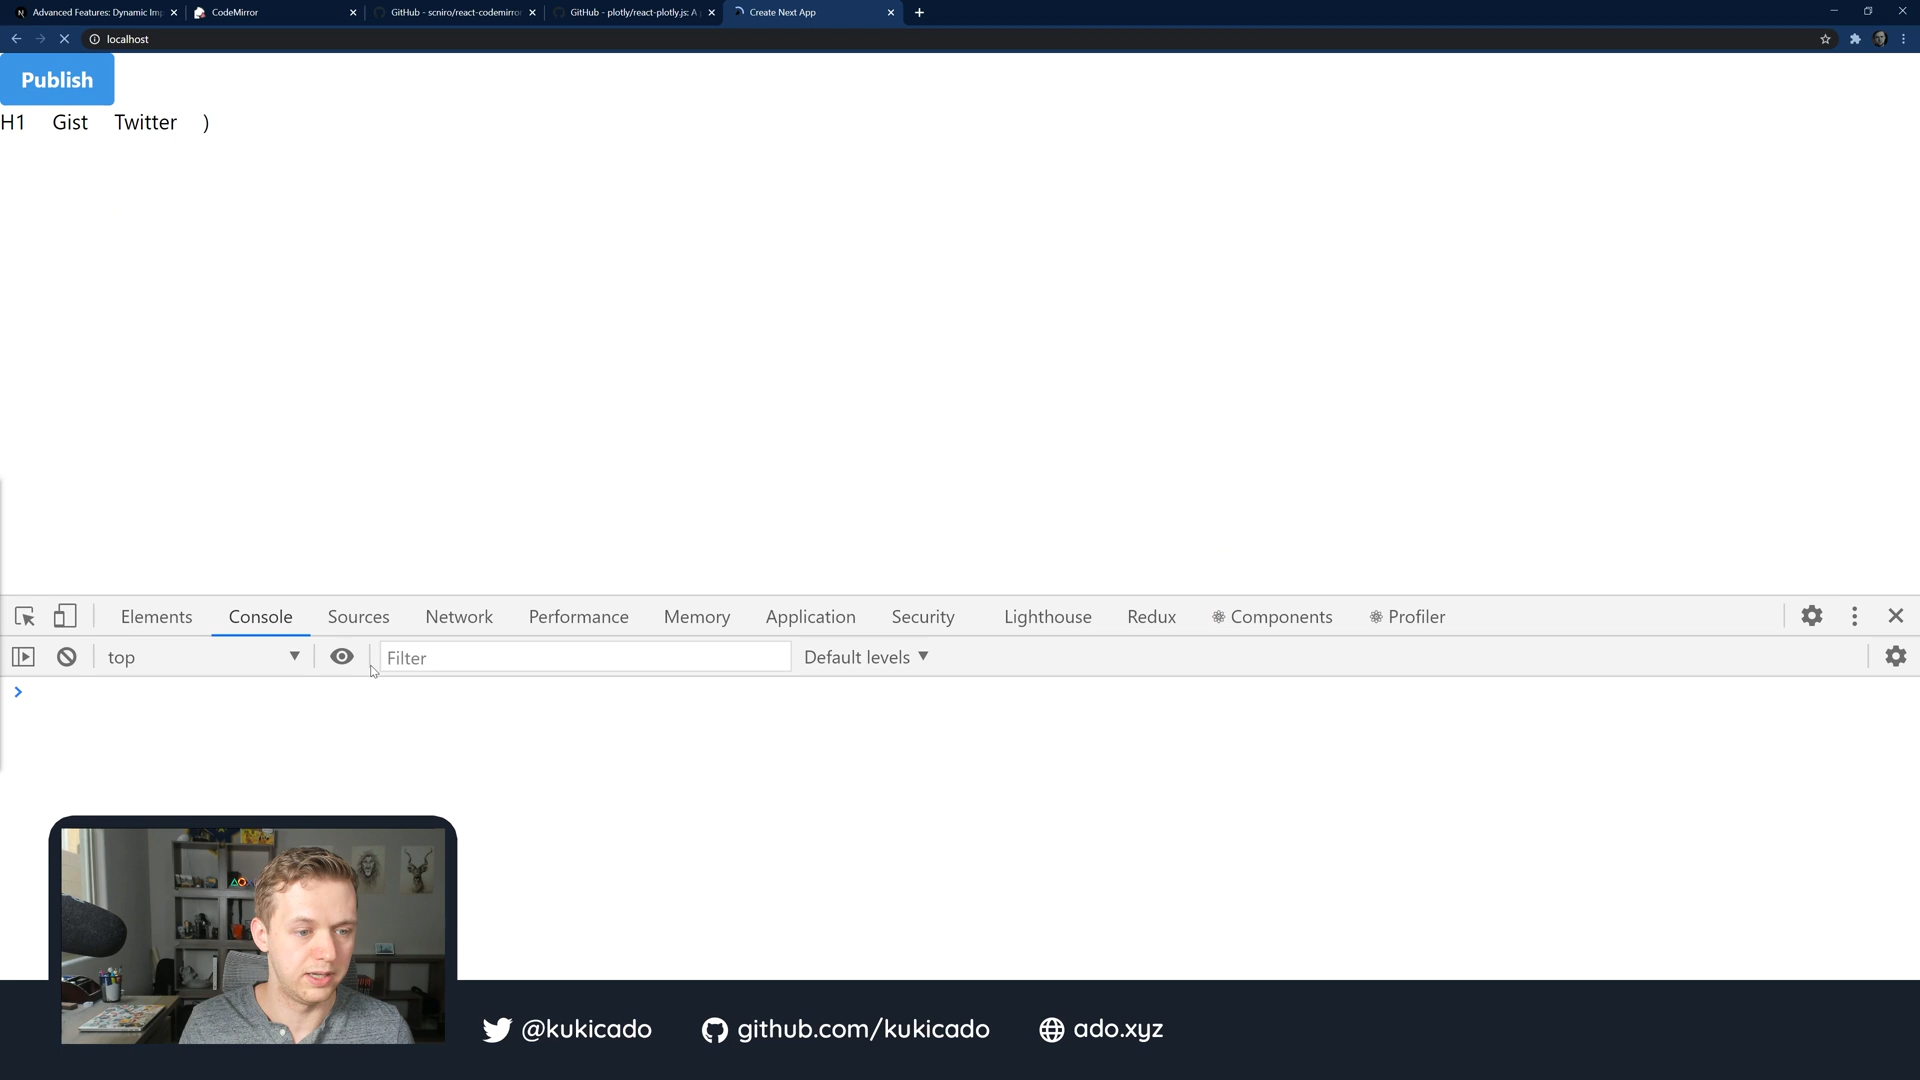 Advanced Features: Dynamic Im
CodeMirror
GitHub - scniro/react-codemirror
GitHub - plotly/react-plotly.js: A
Create Next App
localhost
Publish
H1 Gist Twitter )
Elements Console Sources Network Performance Memory Application Security Lighthouse Redux Components Profiler
top Filter Default levels
@kukicado github.com/kukicado ado.xyz